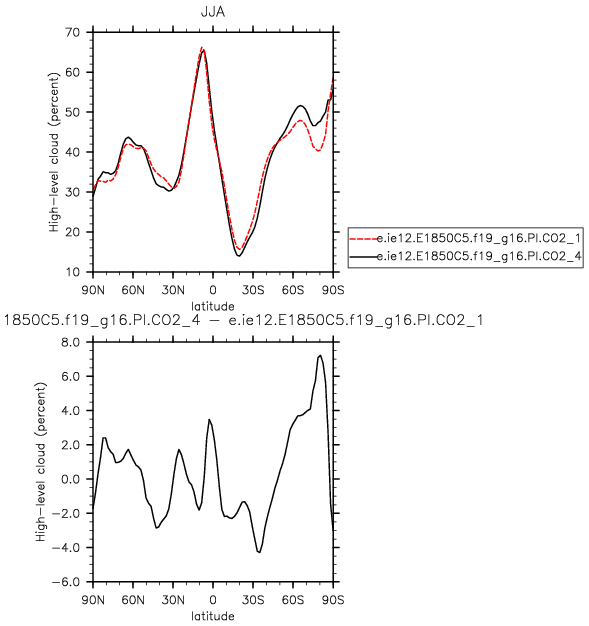 JJA
70
60
50
40
30
20
10
High-level cloud (percent)
90N 60N 30N 0 30S 60S 90S
latitude
e.ie12.E1850C5.f19_g16.PI.CO2_1
e.ie12.E1850C5.f19_g16.PI.CO2_4
1850C5.f19_g16.PI.CO2_4 - e.ie12.E1850C5.f19_g16.PI.CO2_1
8.0
6.0
4.0
2.0
0.0
-2.0
-4.0
-6.0
High-level cloud (percent)
90N 60N 30N 0 30S 60S 90S
latitude